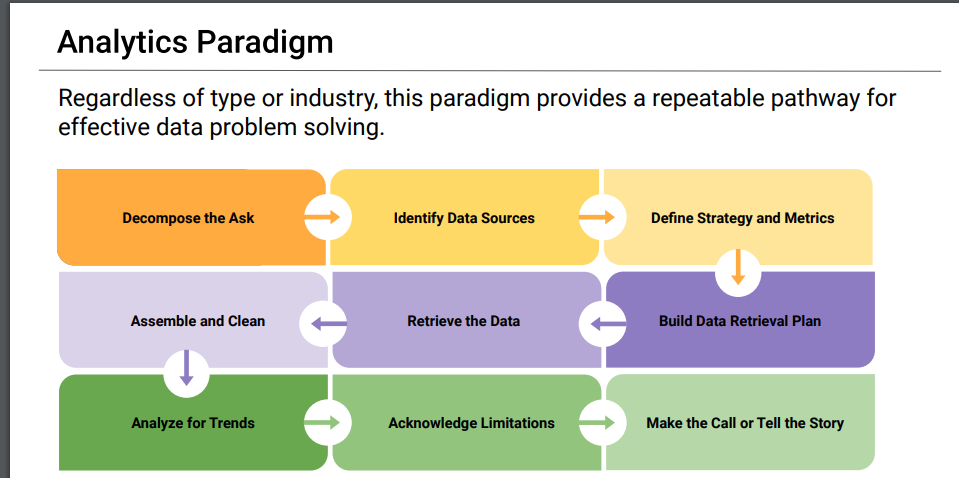 Analytics Paradigm
Regardless of type or industry, this paradigm provides a repeatable pathway for
effective data problem solving.
Decompose the Ask
Identify Data Sources
Define Strategy and Metrics
Build Data Retrieval Plan
Retrieve the Data
Assemble and Clean
Analyze for Trends
Acknowledge Limitations
Make the Call or Tell the Story